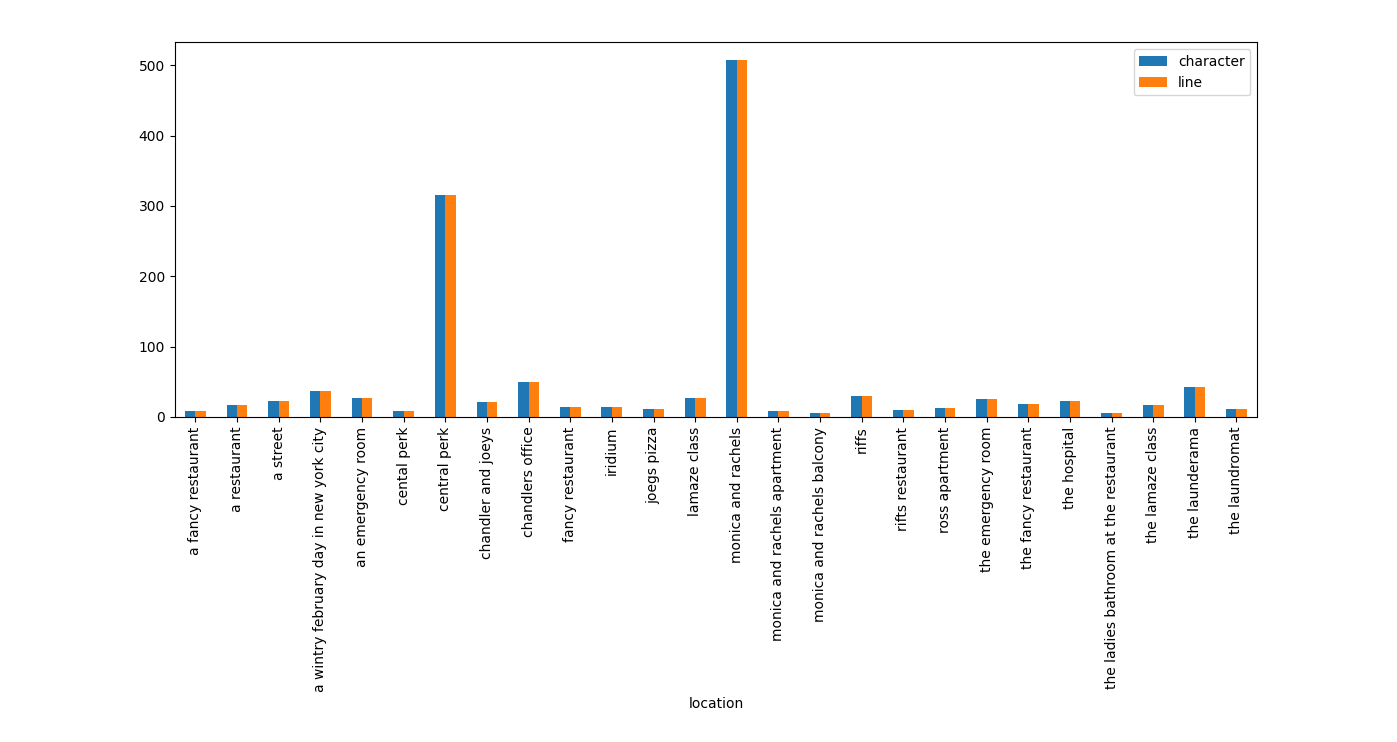 500
400
300
200
100
0
character
line
a fancy restaurant
a restaurant
a street
a wintry february day in new york city
an emergency room
cental perk
central perk
chandler and joeys
chandlers office
fancy restaurant
iridium
joegs pizza
lamaze class
monica and rachels
monica and rachels apartment
monica and rachels balcony
riffs
rifts restaurant
ross apartment
the emergency room
the fancy restaurant
the hospital
the ladies bathroom at the restaurant
the lamaze class
the launderama
the laundromat
location